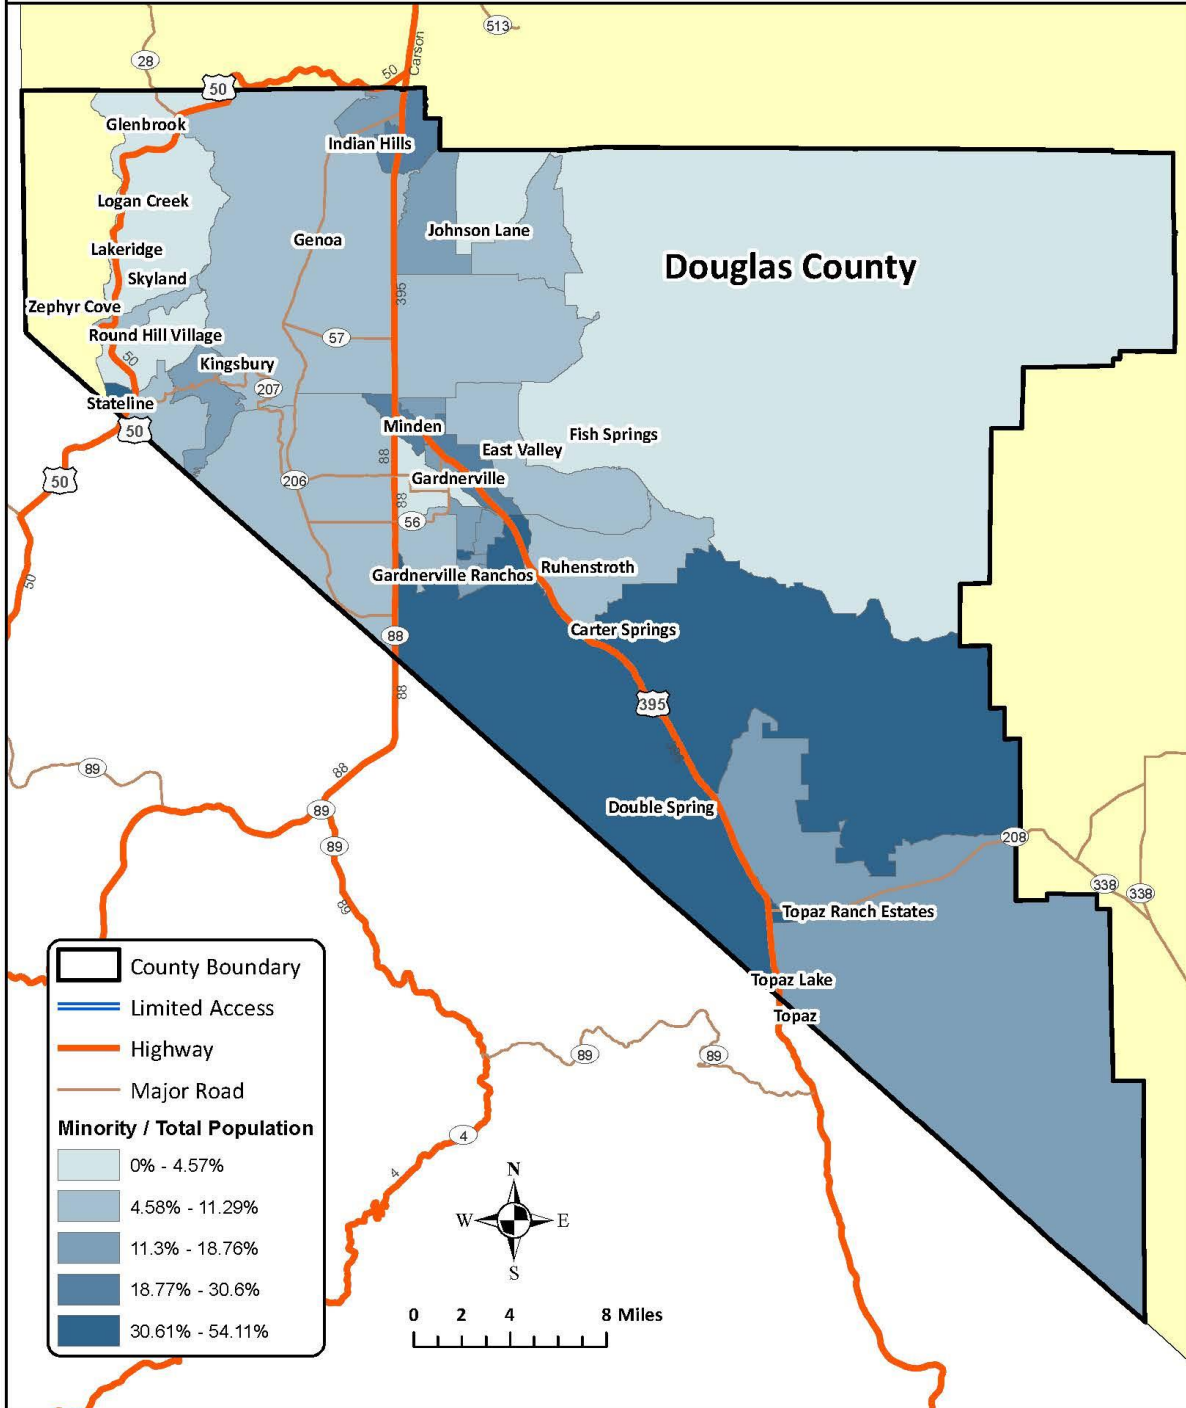 513
28
Carson
50
50
Glenbrook
Indian Hills
Logan Creek
Johnson Lane
Genoa
Lakeridge
Douglas County
Skyland
395
Zephyr Cove
Round Hill Village
57
50
Kingsbury
207
Stateline
50
Minden
Fish Springs
East Valley
88
50
206
Gardnerville
88
56
Ruhenstroth
Gardnerville Ranchos
50
Carter Springs
88
88
395
89
88
Double Spring
89
208
89
338
338
89
Topaz Ranch Estates
Topaz Lake
Topaz
89
89
4
4
County Boundary
Limited Access
Highway
Major Road
Minority / Total Population
0% - 4.57%
4.58% - 11.29%
11.3% - 18.76%
18.77% - 30.6%
30.61% - 54.11%
N
W
E
S
0 2 4 8 Miles